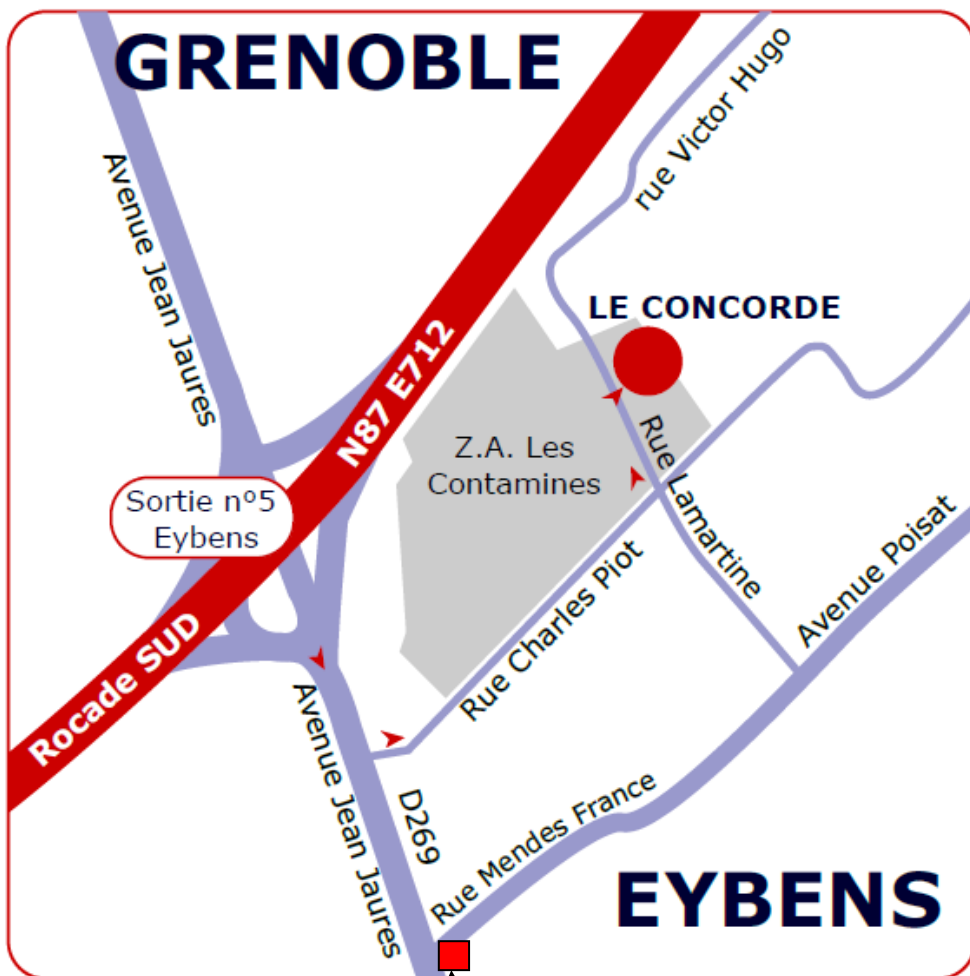 GRENOBLE
Avenue Jean Jaures
rue Victor Hugo
LE CONCORDE
N87 E712
Z.A. Les
Contamines
Rue Lamartine
Sortie n°5
Eybens
Avenue Poisat
Rue Charles Piot
Rocade SUD
Avenue Jean Jaures
D269
Rue Mendes France
EYBENS